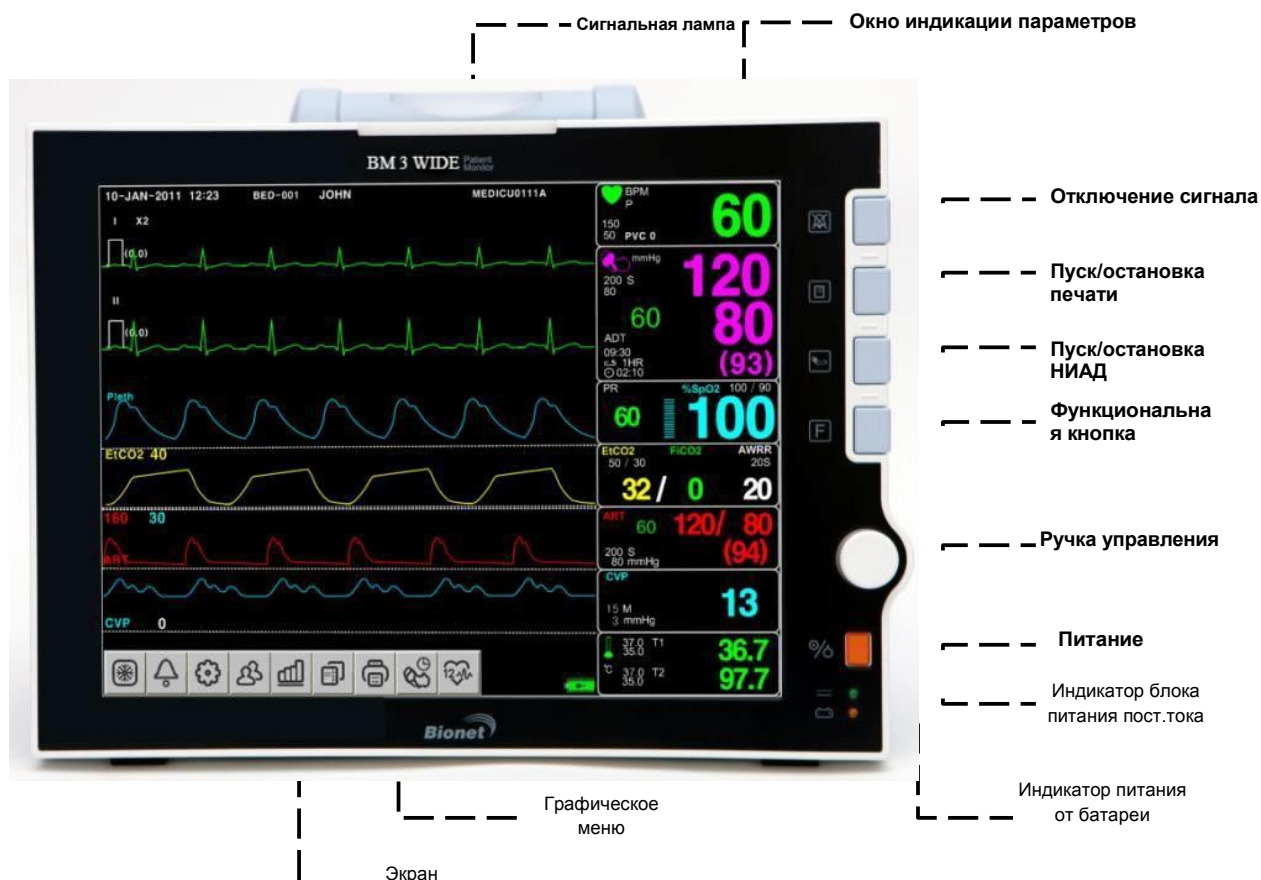 Сигнальная лампа
Окно индикации параметров
BM 3 WIDE Patient Monitor
10-JAN-2011 12:23 BED-001 JOHN MEDICU0111A
I X2
(0,0)
II
(0,0)
Pleth
EtCO2 40
160 30
ART
CVP 0
BPM
P
60
150
50 PVC 0
mmHg
120
200 S
80
60
80
ADT
09:30
1HR
02:10
(93)
PR %SpO2 100 / 90
60 100
EtCO2 FiCO2 AWRR
50 / 30 20S
32 / 0 20
ART 60 120/ 80
200 S
80 mmHg
(94)
CVP
15 M
3 mmHg
13
37.0 T1
35.0
36.7
°C 37.0 T2
35.0
97.7
12
Bionet
F
Отключение сигнала
Пуск/остановка
печати
Пуск/остановка
НИАД
Функциональна
я кнопка
Ручка управления
Питание
Индикатор блока
питания пост.тока
Индикатор питания
от батареи
Графическое
меню
Экран